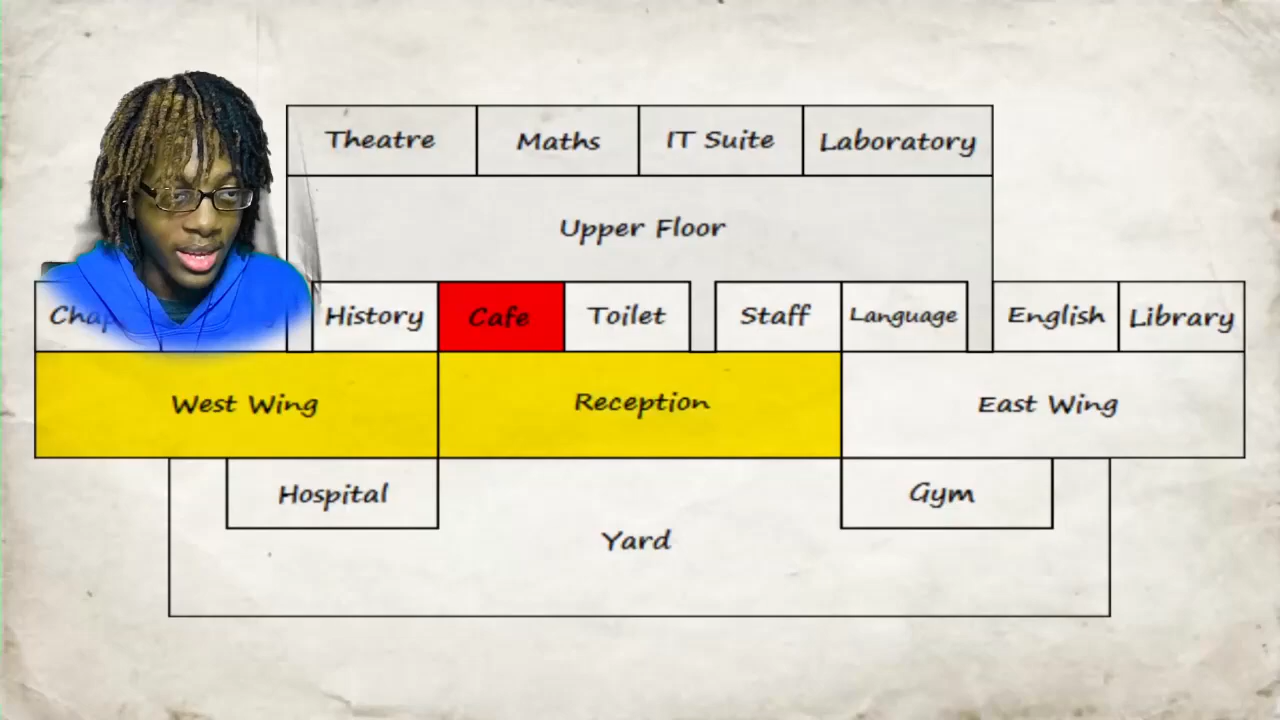 Theatre Maths IT Suite Laboratory
Upper Floor
History Cafe Toilet Staff Language English Library
West Wing Reception East Wing
Hospital Gym
Yard